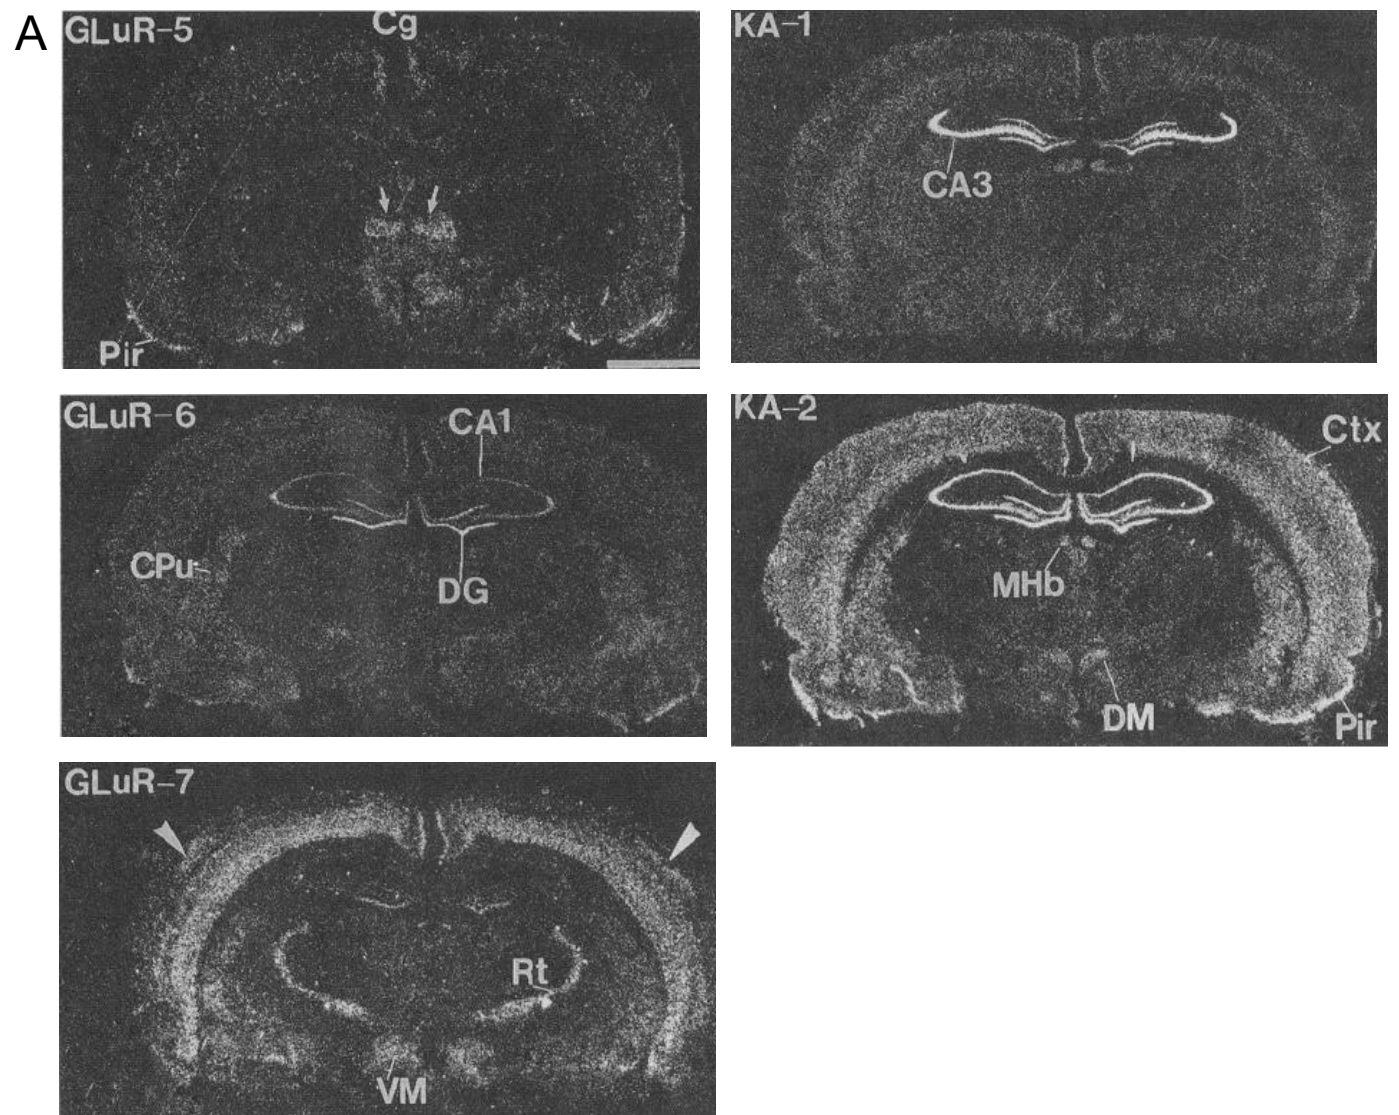 A
GLuR-5
Cg
Pir
KA-1
CA3
GLuR-6
CA1
CPu
DG
KA-2
Ctx
MHb
DM
Pir
GLuR-7
Rt
VM